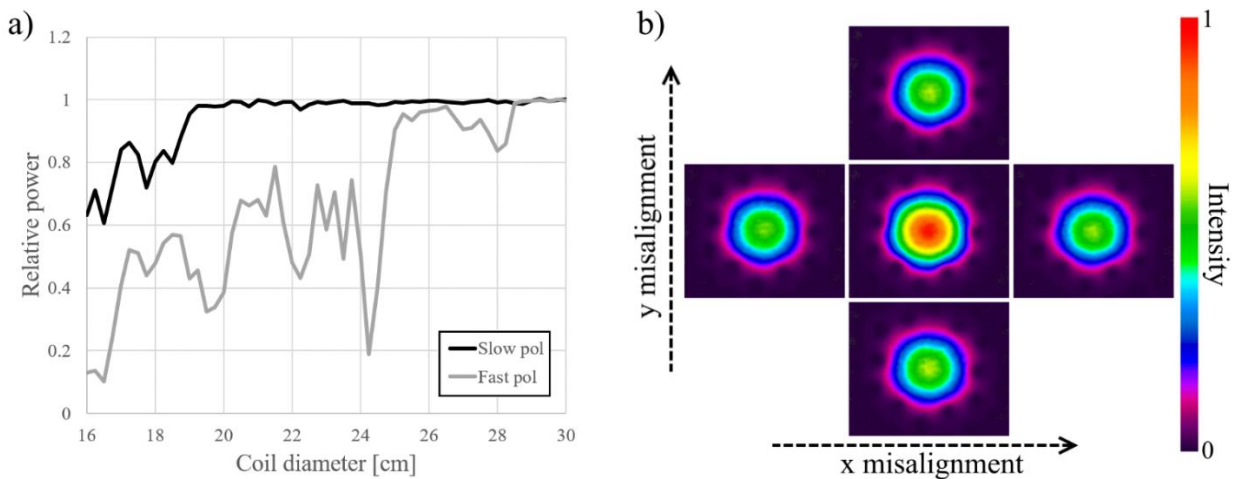 a)
Relative power
1.2
1
0.8
0.6
0.4
0.2
0
16 18 20 22 24 26 28 30
Coil diameter [cm]
Slow pol
Fast pol
b)
y misalignment
x misalignment
1
Intensity
0